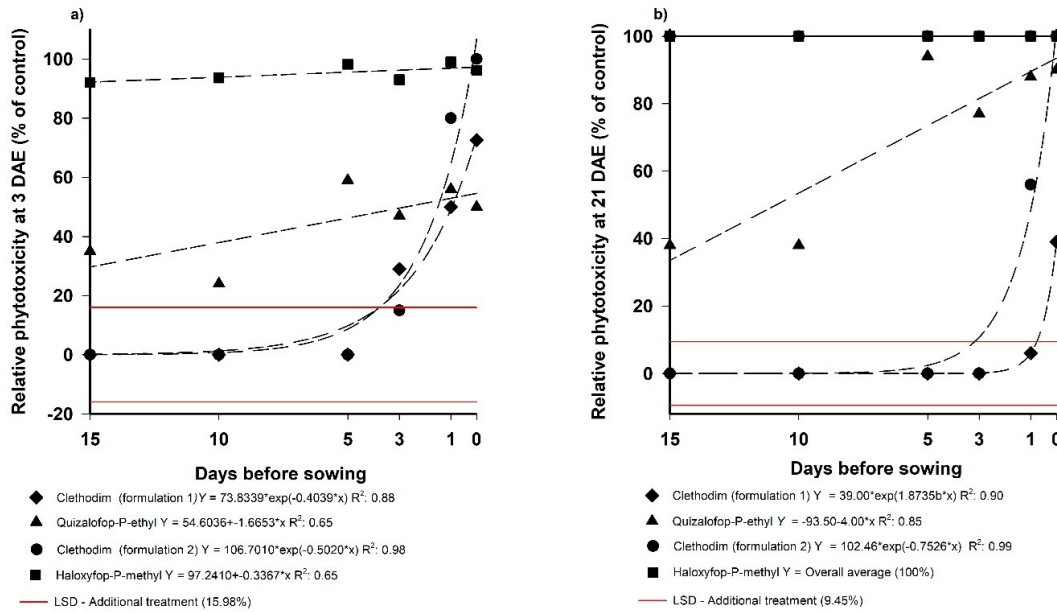 a)
Relative phytotoxicity at 3 DAE (% of control)
100
80
60
40
20
0
-20
15 10 5 3 1 0
Days before sowing
Clethodim (formulation 1) Y = 73.8339*exp(-0.4039*x) R²: 0.88
Quizalofop-P-ethyl Y = 54.6036+-1.6653*x R²: 0.65
Clethodim (formulation 2) Y = 106.7010*exp(-0.5020*x) R²: 0.98
Haloxyfop-P-methyl Y = 97.2410+-0.3367*x R²: 0.65
LSD - Additional treatment (15.98%)
b)
Relative phytotoxicity at 21 DAE (% of control)
100
80
60
40
20
0
15 10 5 3 1 0
Days before sowing
Clethodim (formulation 1) Y = 39.00*exp(1.8735b*x) R²: 0.90
Quizalofop-P-ethyl Y = -93.50-4.00*x R²: 0.85
Clethodim (formulation 2) Y = 102.46*exp(-0.7526*x) R²: 0.99
Haloxyfop-P-methyl Y = Overall average (100%)
LSD - Additional treatment (9.45%)